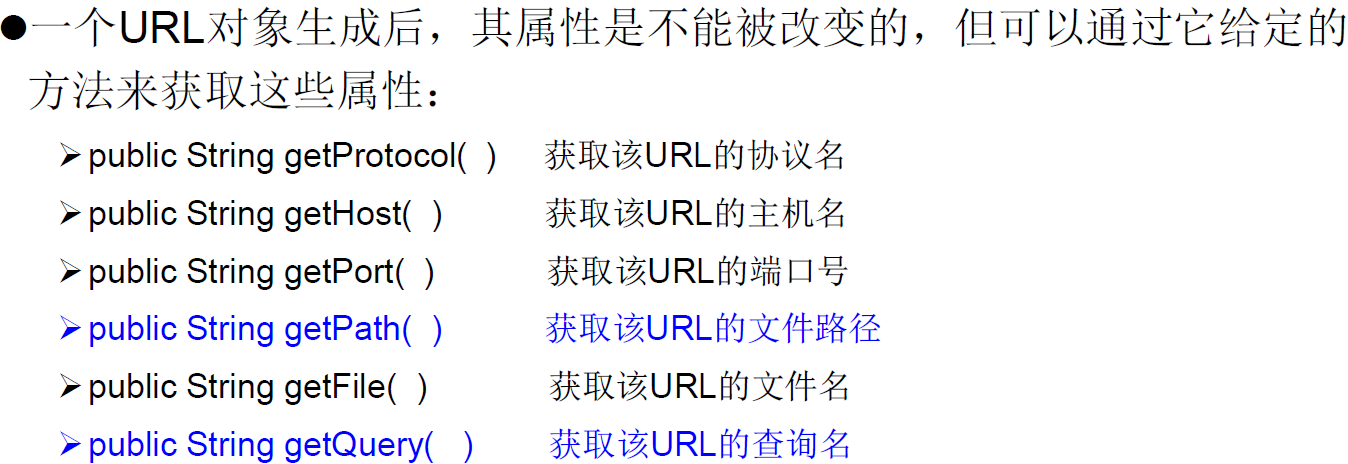 ●一个URL对象生成后，其属性是不能被改变的，但可以通过它给定的
方法来获取这些属性：
➢public String getProtocol( ) 获取该URL的协议名
➢public String getHost( ) 获取该URL的主机名
➢public String getPort( ) 获取该URL的端口号
➢public String getPath( ) 获取该URL的文件路径
➢public String getFile( ) 获取该URL的文件名
➢public String getQuery( ) 获取该URL的查询名